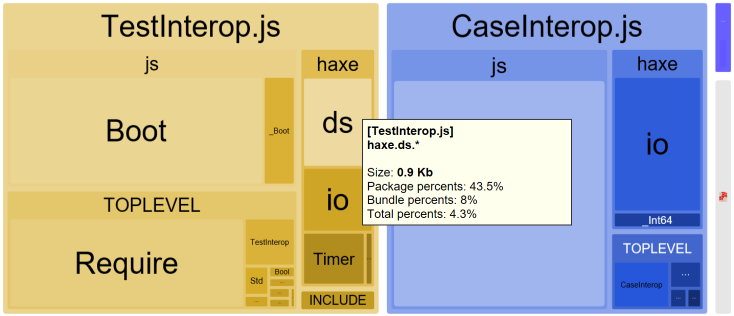 TestInterop.js
js
Boot
_Boot
TOPLEVEL
Require
TestInterop
Std
Bool
...
...
...
...
haxe
ds
io
Timer
...
INCLUDE
[TestInterop.js]
haxe.ds.*
Size: 0.9 Kb
Package percents: 43.5%
Bundle percents: 8%
Total percents: 4.3%
CaseInterop.js
js
haxe
io
_Int64
TOPLEVEL
CaseInterop
...
...
...
...